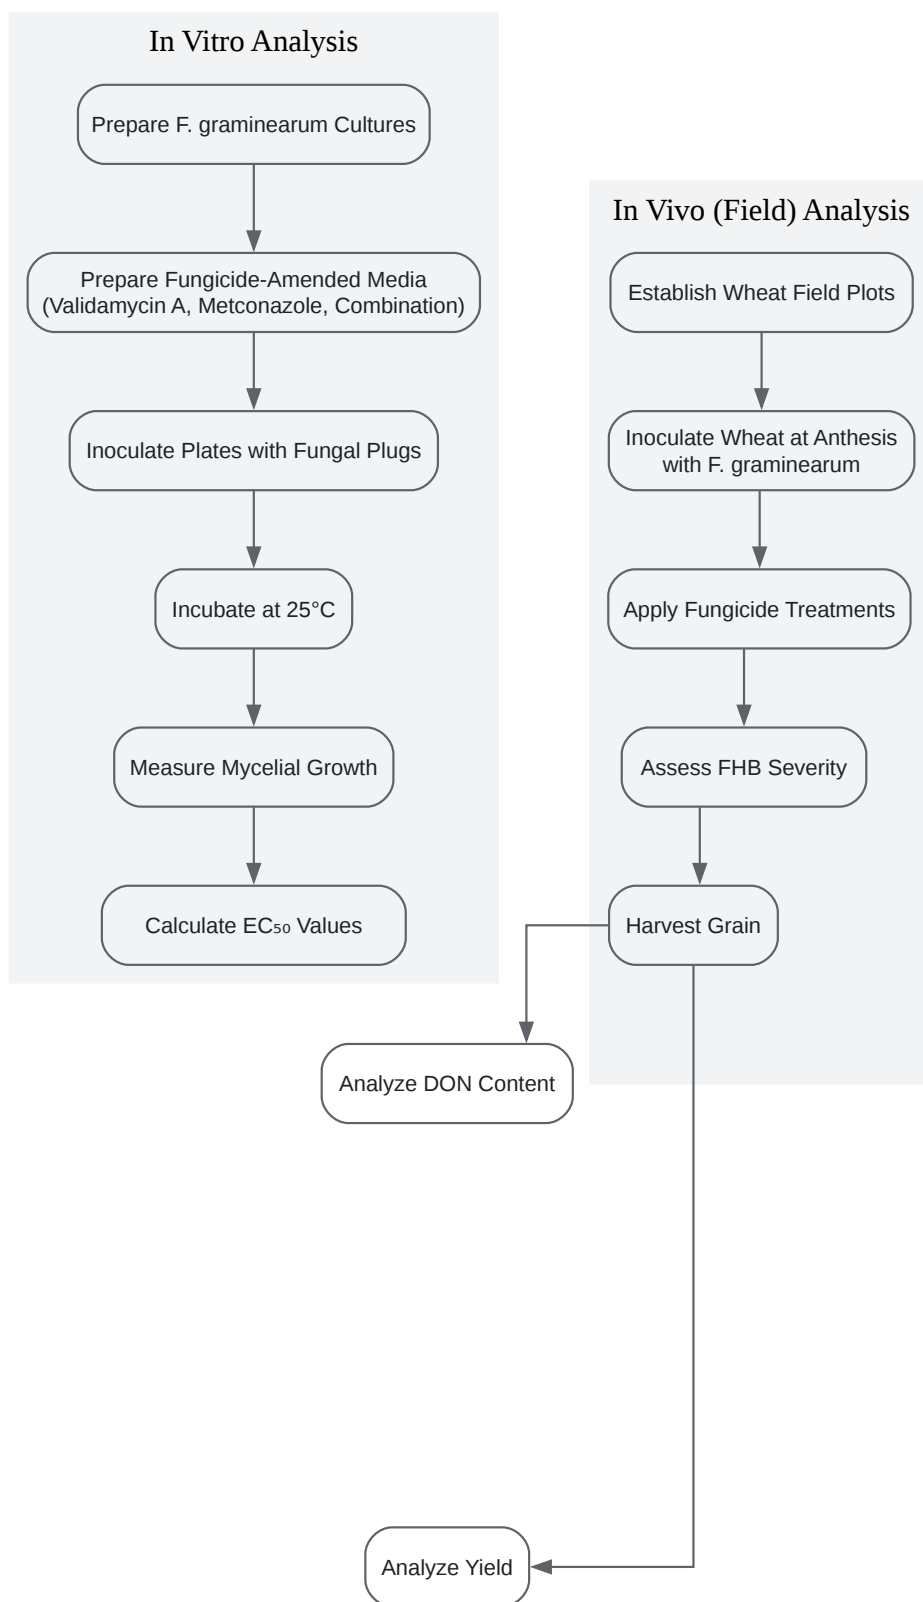 In Vitro Analysis
Prepare F. graminearum Cultures
Prepare Fungicide-Amended Media
(Validamycin A, Metconazole, Combination)
Inoculate Plates with Fungal Plugs
Incubate at 25°C
Measure Mycelial Growth
Calculate EC₅₀ Values
In Vivo (Field) Analysis
Establish Wheat Field Plots
Inoculate Wheat at Anthesis
with F. graminearum
Apply Fungicide Treatments
Assess FHB Severity
Harvest Grain
Analyze DON Content
Analyze Yield